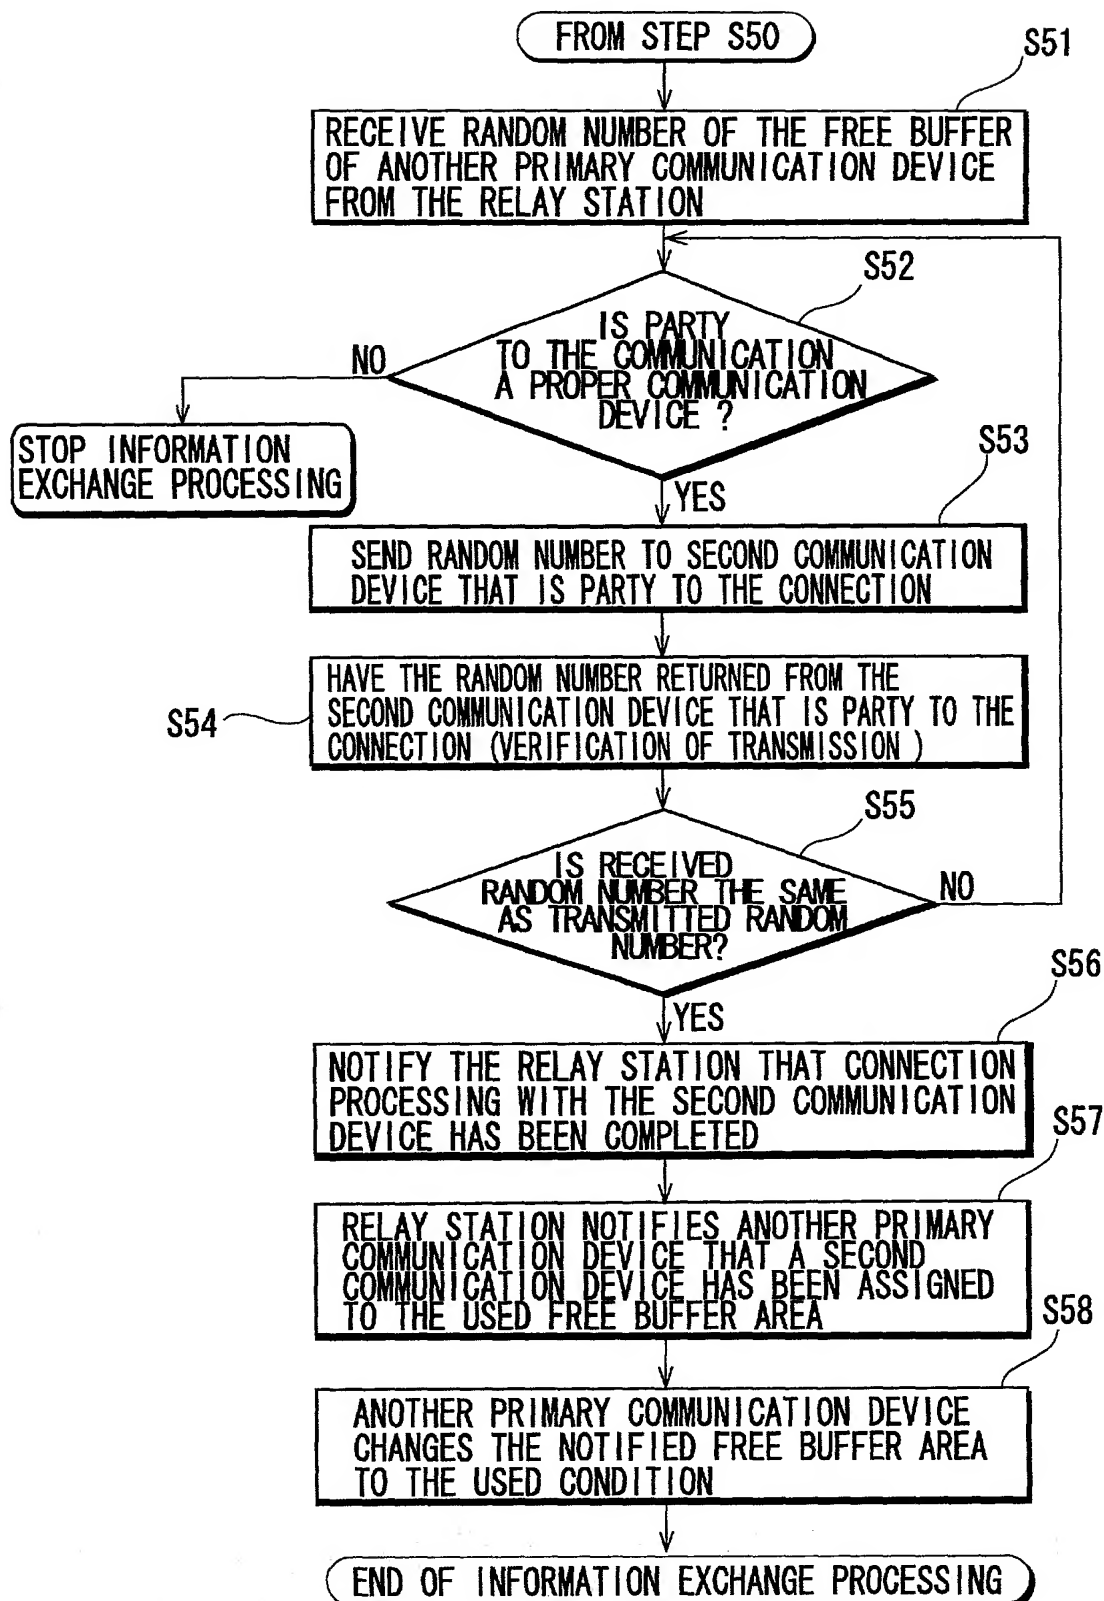 FROM STEP S50
S51
RECEIVE RANDOM NUMBER OF THE FREE BUFFER
OF ANOTHER PRIMARY COMMUNICATION DEVICE
FROM THE RELAY STATION
S52
IS PARTY
TO THE COMMUNICATION
A PROPER COMMUNICATION
DEVICE ?
NO
STOP INFORMATION
EXCHANGE PROCESSING
YES
S53
SEND RANDOM NUMBER TO SECOND COMMUNICATION
DEVICE THAT IS PARTY TO THE CONNECTION
S54
HAVE THE RANDOM NUMBER RETURNED FROM THE
SECOND COMMUNICATION DEVICE THAT IS PARTY TO THE
CONNECTION (VERIFICATION OF TRANSMISSION )
S55
IS RECEIVED
RANDOM NUMBER THE SAME
AS TRANSMITTED RANDOM
NUMBER?
NO
YES
S56
NOTIFY THE RELAY STATION THAT CONNECTION
PROCESSING WITH THE SECOND COMMUNICATION
DEVICE HAS BEEN COMPLETED
S57
RELAY STATION NOTIFIES ANOTHER PRIMARY
COMMUNICATION DEVICE THAT A SECOND
COMMUNICATION DEVICE HAS BEEN ASSIGNED
TO THE USED FREE BUFFER AREA
S58
ANOTHER PRIMARY COMMUNICATION DEVICE
CHANGES THE NOTIFIED FREE BUFFER AREA
TO THE USED CONDITION
END OF INFORMATION EXCHANGE PROCESSING